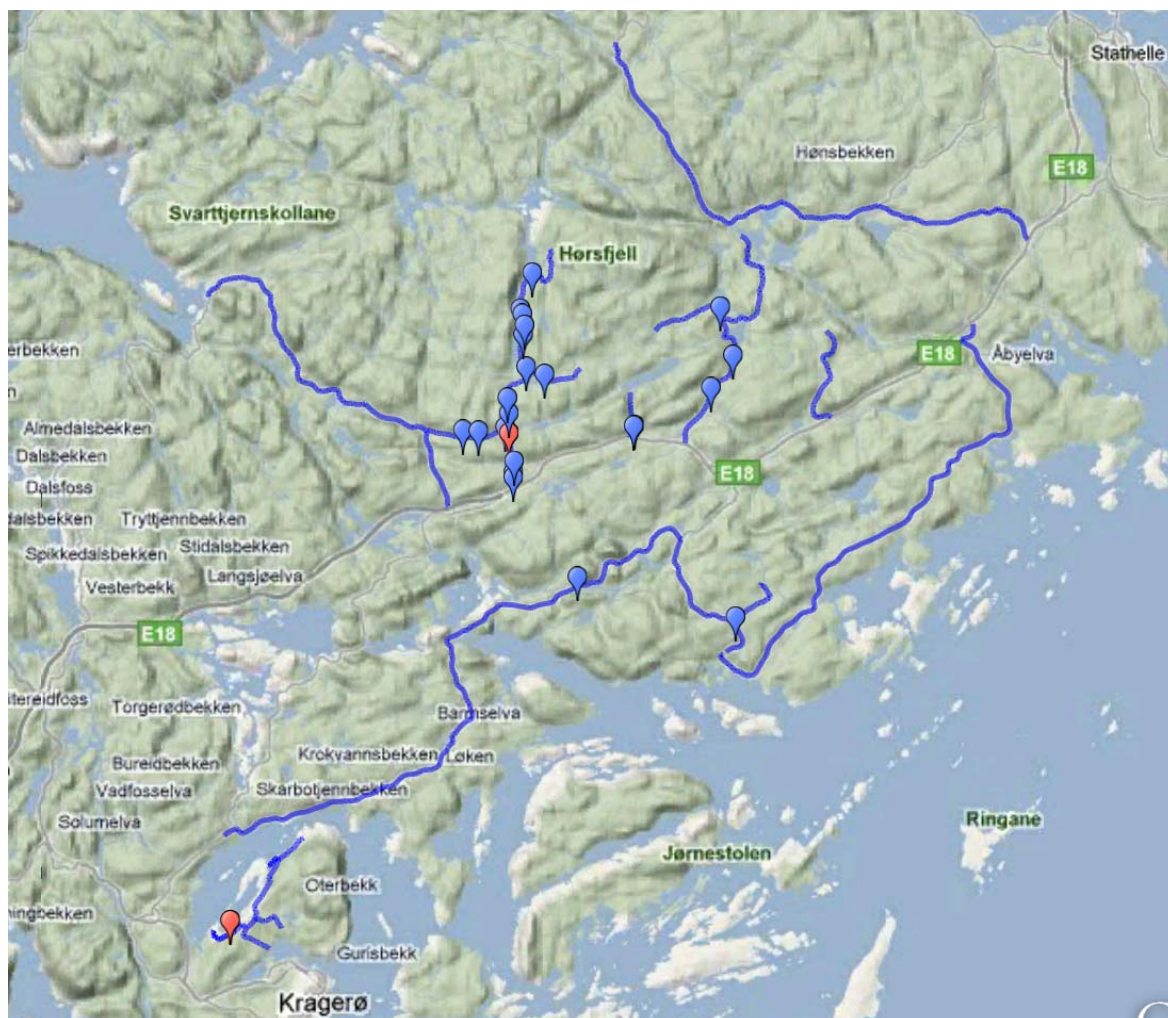 Stathelle
Hønsbekken
E18
Svarttjernskollane
Hørsfjell
erbekken
E18
Åbyelva
n
Almedalsbekken
Dalsbekken
E18
Dalsfoss
dalsbekken
Tryttjennbekken
Spikkedalsbekken
Stidalsbekken
Vesterbekk
Langsjøelva
E18
tereidfoss
Torgerødbekken
Barmselva
Krokvannsbekken
Løken
Bureidbekken
Vadfosselva
Skarbotjennbekken
Solumelva
Ringane
Jørnestolen
Oterbekk
ningbekken
Gurisbekk
Kragerø